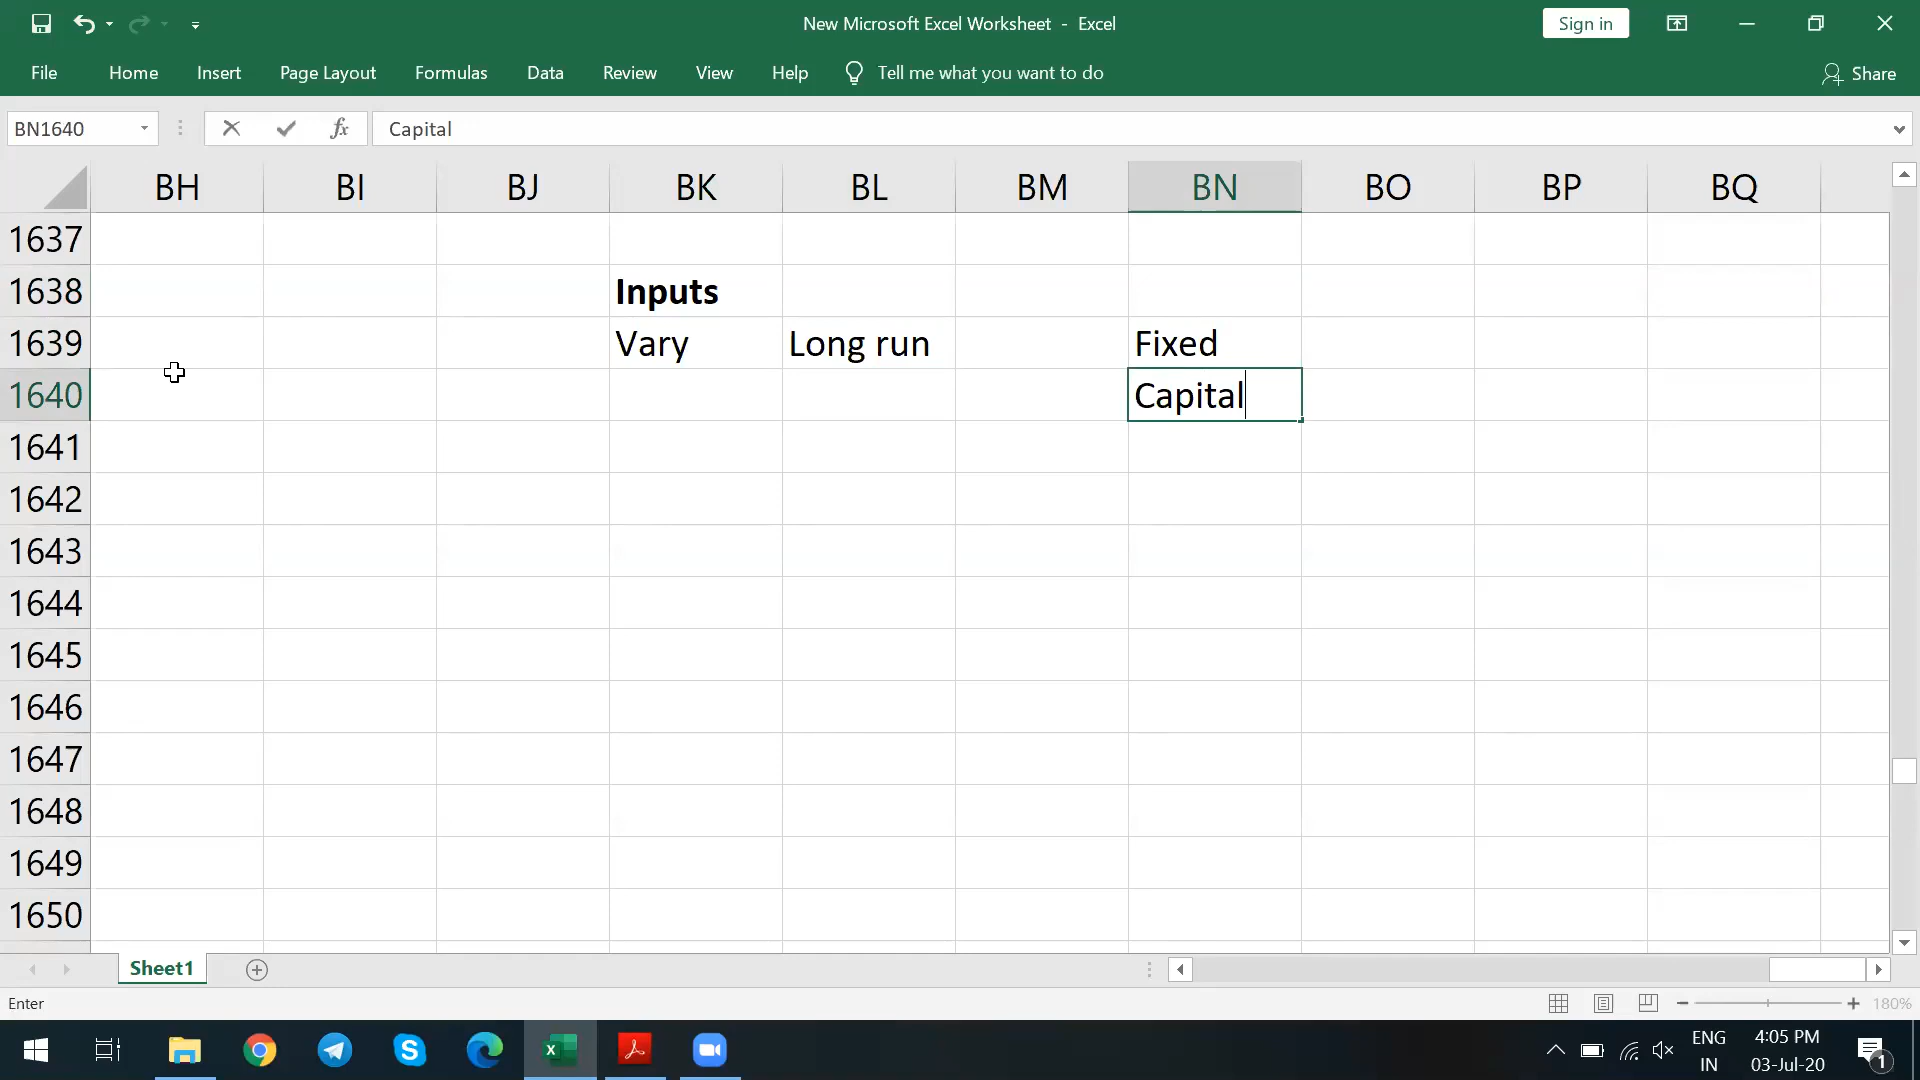 New Microsoft Excel Worksheet - Excel
Sign in
File Home Insert Page Layout Formulas Data Review View Help Tell me what you want to do Share
BN1640 fx Capital
BH BI BJ BK BL BM BN BO BP BQ
1637
1638 Inputs
1639 Vary Long run Fixed
1640 Capital
1641
1642
1643
1644
1645
1646
1647
1648
1649
1650
Sheet1
Enter 180%
ENG 4:05 PM
IN 03-Jul-20 1